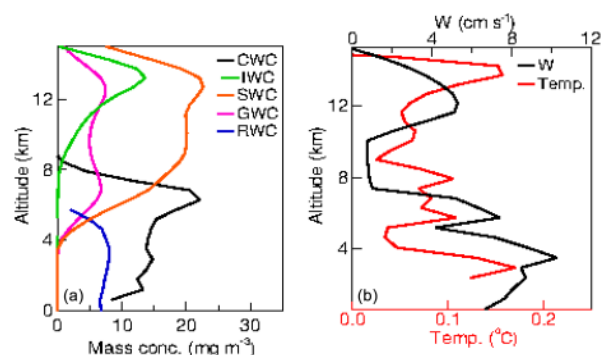 W (cm s⁻¹)
0 4 8 12
CWC
IWC
SWC
GWC
RWC
W
Temp.
12
8
4
0
Altitude (km)
(a)
0 10 20 30
Mass conc. (mg m⁻³)
12
8
4
Altitude (km)
(b)
0.0 0.1 0.2
Temp. (°C)